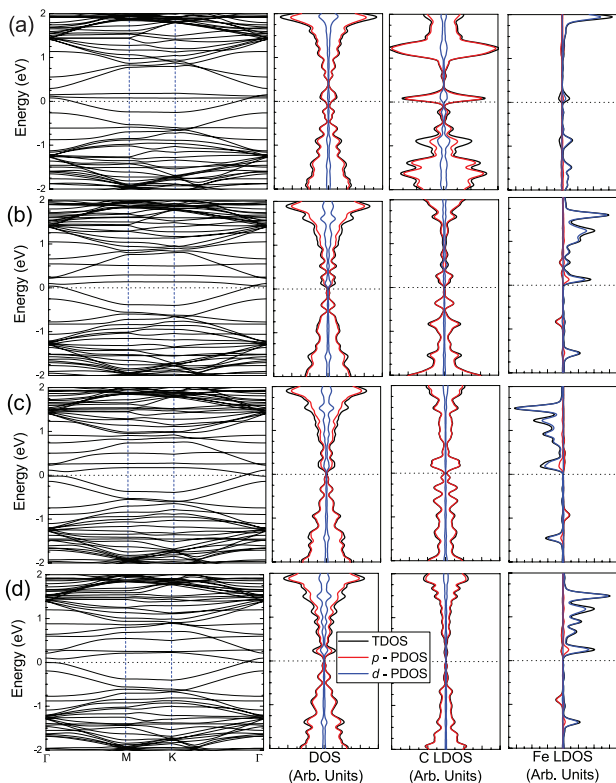 (a)
Energy (eV)
2
1
0
-1
-2
(b)
Energy (eV)
2
1
0
-1
-2
(c)
Energy (eV)
2
1
0
-1
-2
(d)
Energy (eV)
2
1
0
-1
-2
TDOS
p - PDOS
d - PDOS
Γ M K Γ
DOS
(Arb. Units)
C LDOS
(Arb. Units)
Fe LDOS
(Arb. Units)